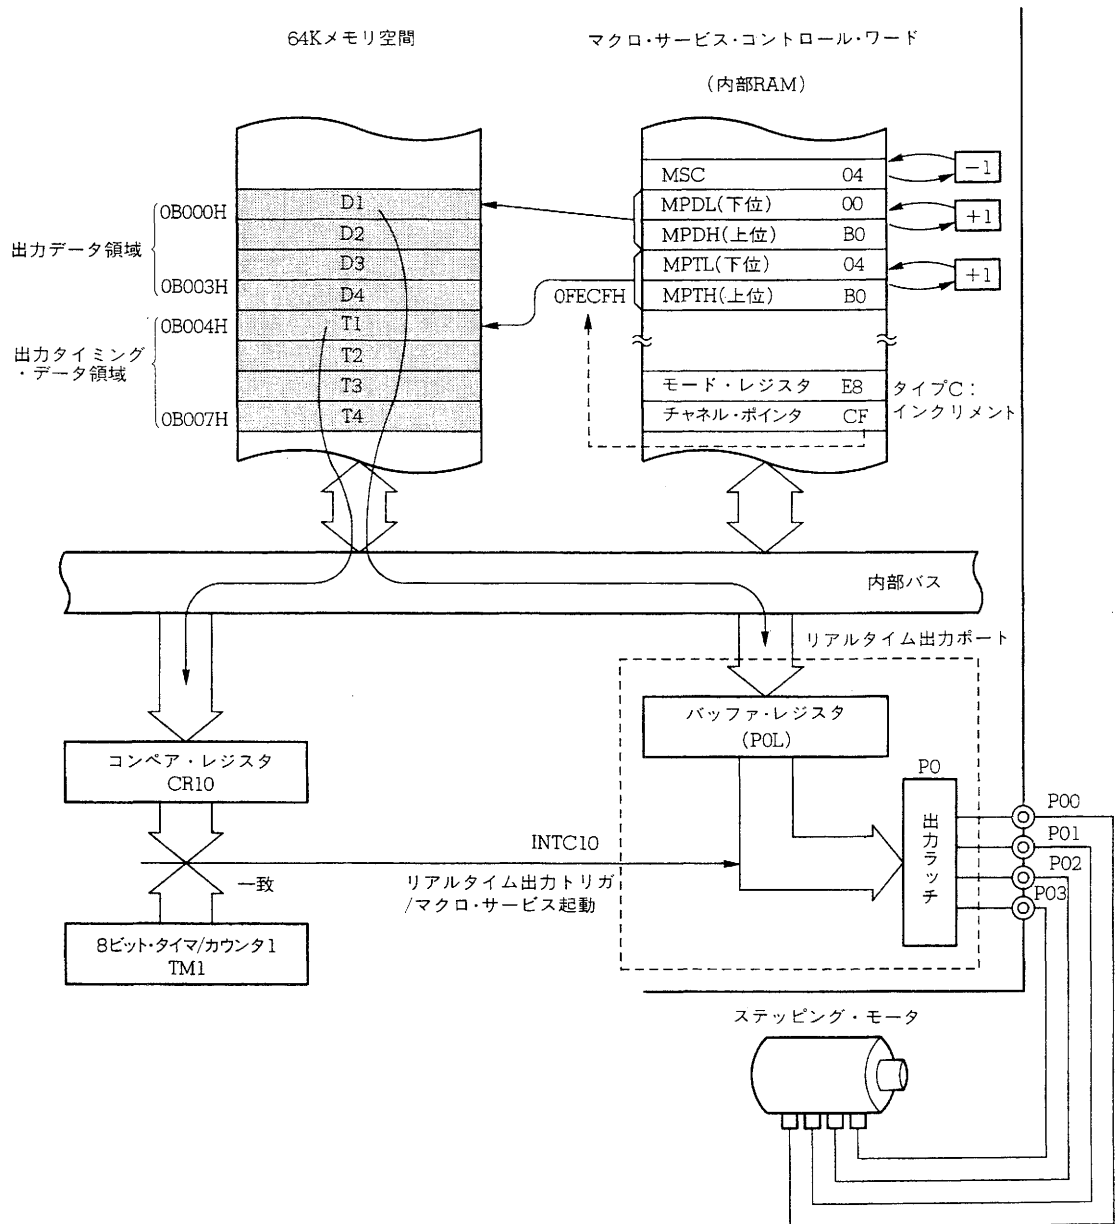 64Kメモリ空間
マクロ・サービス・コントロール・ワード
(内部RAM)
MSC 04
-1
0B000H
D1
MPDL(下位) 00
+1
D2
MPDH(上位) B0
出力データ領域
D3
MPTL(下位) 04
+1
0B003H
D4
0FECFH
MPTH(上位) B0
0B004H
T1
出力タイミング
・データ領域
T2
T3
モード・レジスタ E8
タイプC:
インクリメント
0B007H
T4
チャネル・ポインタ CF
内部バス
リアルタイム出力ポート
バッファ・レジスタ
(P0L)
コンペア・レジスタ
CR10
P0
出力ラッチ
P00
P01
P02
P03
INTC10
一致
リアルタイム出力トリガ
/マクロ・サービス起動
8ビット・タイマ/カウンタ1
TM1
ステッピング・モータ